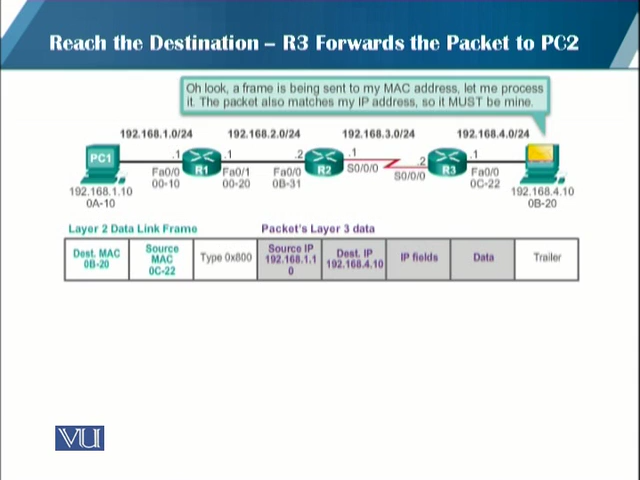 Reach the Destination – R3 Forwards the Packet to PC2
Oh look, a frame is being sent to my MAC address, let me process
it. The packet also matches my IP address, so it MUST be mine.
192.168.1.0/24 192.168.2.0/24 192.168.3.0/24 192.168.4.0/24
PC1 .1 R1 .1 .2 R2 .1 .2 R3 .1
Fa0/0 Fa0/1 Fa0/0 S0/0/0 S0/0/0 Fa0/0
00-10 00-20 0B-31 0C-22
192.168.1.10 192.168.4.10
0A-10 0B-20
Layer 2 Data Link Frame Packet's Layer 3 data
Dest. MAC
0B-20
Source
MAC
0C-22
Type 0x800
Source IP
192.168.1.1
0
Dest. IP
192.168.4.10
IP fields
Data
Trailer
VU